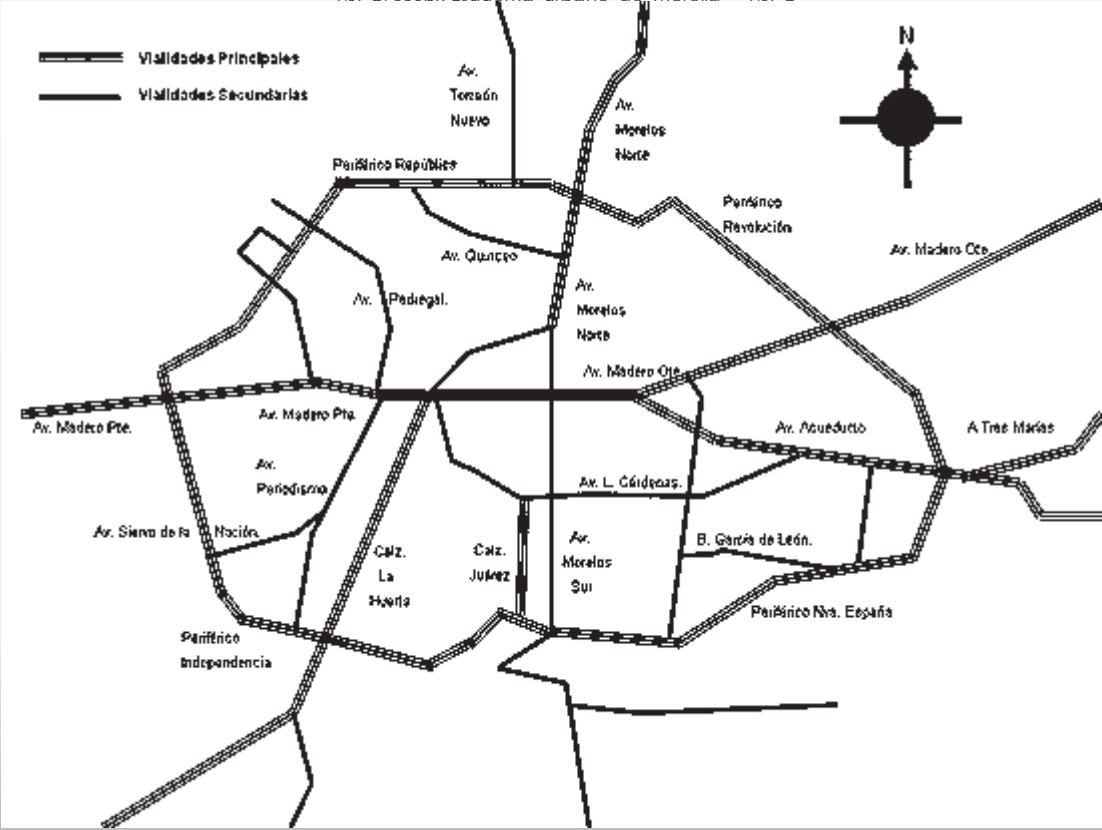 Vialidades Principales
Vialidades Secundarias
N
Av.
Torreón
Nuevo
Av.
Morelos
Norte
Periférico República
Periférico
Revolución
Av. Madero Ote.
Av. Quiroga
Av. Pedregal.
Av.
Morelos
Norte
Av. Madero Ote.
Av. Madero Pte.
Av. Madero Pte.
Av. Acueducto
A Tres Marías
Av.
Periodismo
Av. L. Cárdenas.
Av. Siervo de la Nación.
Calz.
La
Huerta
Calz.
Juárez
Av.
Morelos
Sur
B. García de León.
Periférico Nva. España
Periférico
Independencia